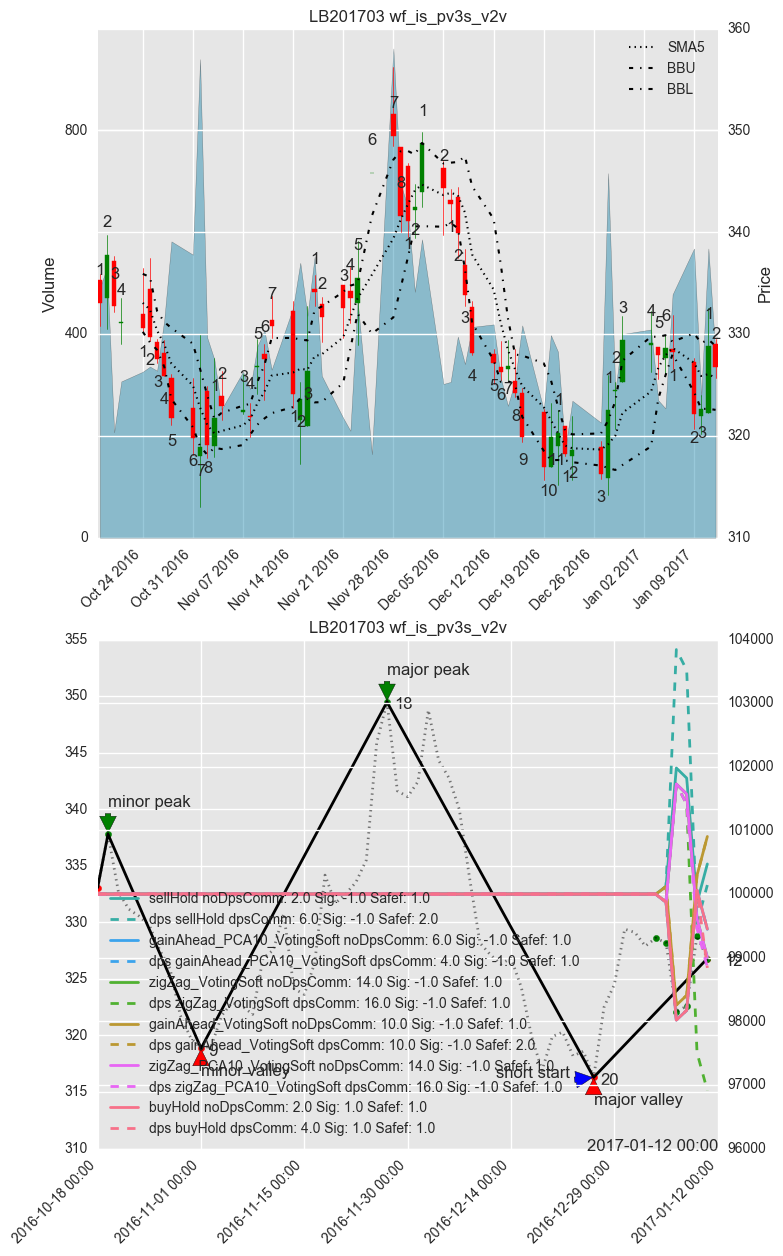 LB201703 wf_is_pv3s_v2v
SMA5
BBU
BBL
Volume
Price
800
400
0
360
350
340
330
320
310
Oct 24 2016
Oct 31 2016
Nov 07 2016
Nov 14 2016
Nov 21 2016
Nov 28 2016
Dec 05 2016
Dec 12 2016
Dec 19 2016
Dec 26 2016
Jan 02 2017
Jan 09 2017
LB201703 wf_is_pv3s_v2v
355
350
345
340
335
330
325
320
315
310
104000
103000
102000
101000
100000
99000
98000
97000
96000
major peak
18
minor peak
sellHold noDpsComm: 2.0 Sig: -1.0 Safef: 1.0
dps sellHold dpsComm: 6.0 Sig: -1.0 Safef: 2.0
gainAhead_PCA10_VotingSoft noDpsComm: 6.0 Sig: -1.0 Safef: 1.0
dps gainAhead_PCA10_VotingSoft dpsComm: 4.0 Sig: -1.0 Safef: 1.0
zigZag_VotingSoft noDpsComm: 14.0 Sig: -1.0 Safef: 1.0
dps zigZag_VotingSoft dpsComm: 16.0 Sig: -1.0 Safef: 1.0
gainAhead_VotingSoft noDpsComm: 10.0 Sig: -1.0 Safef: 1.0
dps gainAhead_VotingSoft dpsComm: 10.0 Sig: -1.0 Safef: 2.0
zigZag_PCA10_VotingSoft noDpsComm: 14.0 Sig: -1.0 Safef: 1.0
dps zigZag_PCA10_VotingSoft dpsComm: 16.0 Sig: -1.0 Safef: 1.0
buyHold noDpsComm: 2.0 Sig: 1.0 Safef: 1.0
dps buyHold dpsComm: 4.0 Sig: 1.0 Safef: 1.0
9
minor valley
short start
20
major valley
2017-01-12 00:00
2016-10-18 00:00
2016-11-01 00:00
2016-11-15 00:00
2016-11-30 00:00
2016-12-14 00:00
2016-12-29 00:00
2017-01-12 00:00